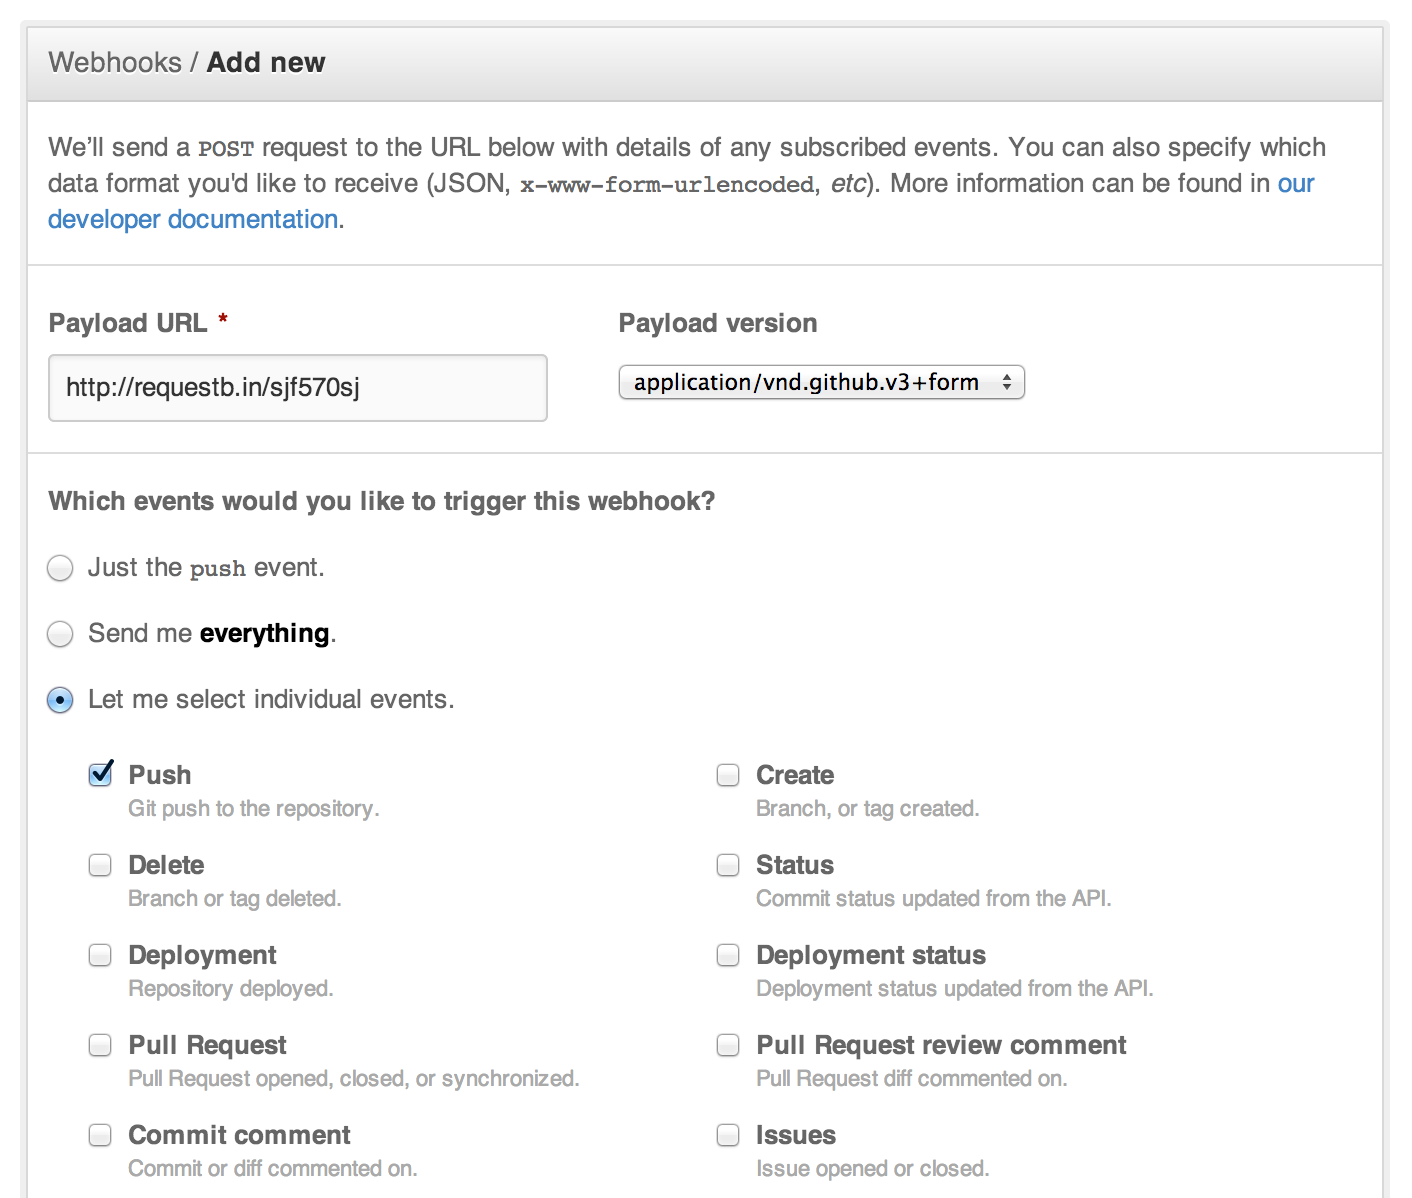 Webhooks / Add new
We’ll send a POST request to the URL below with details of any subscribed events. You can also specify which
data format you'd like to receive (JSON, x-www-form-urlencoded, etc). More information can be found in our
developer documentation.
Payload URL *
Payload version
http://requestb.in/sjf570sj
application/vnd.github.v3+form
Which events would you like to trigger this webhook?
Just the push event.
Send me everything.
Let me select individual events.
Push
Git push to the repository.
Create
Branch, or tag created.
Delete
Branch or tag deleted.
Status
Commit status updated from the API.
Deployment
Repository deployed.
Deployment status
Deployment status updated from the API.
Pull Request
Pull Request opened, closed, or synchronized.
Pull Request review comment
Pull Request diff commented on.
Commit comment
Commit or diff commented on.
Issues
Issue opened or closed.